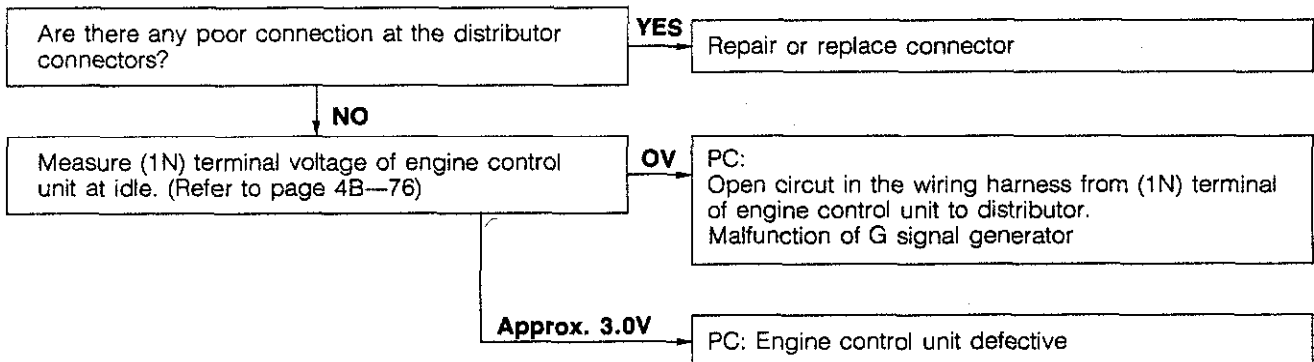 Are there any poor connection at the distributor
connectors?
YES
Repair or replace connector
NO
Measure (1N) terminal voltage of engine control
unit at idle. (Refer to page 4B—76)
OV
PC:
Open circut in the wiring harness from (1N) terminal
of engine control unit to distributor.
Malfunction of G signal generator
Approx. 3.0V
PC: Engine control unit defective